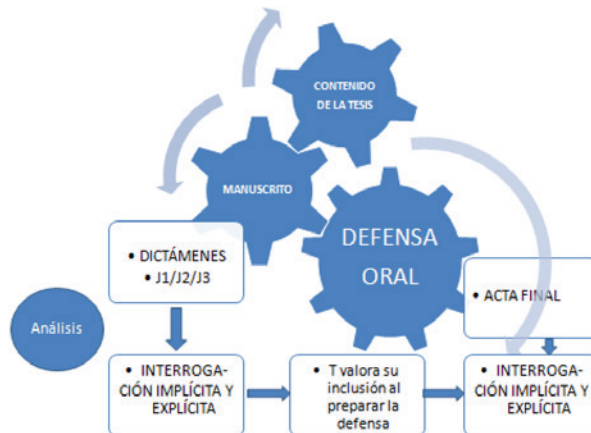 CONTENIDO
DE LA TESIS
MANUSCRITO
DEFENSA
ORAL
• DICTÁMENES
• J1/J2/J3
• ACTA FINAL
Análisis
• INTERROGA-
CIÓN IMPLÍCITA Y
EXPLÍCITA
• T valora su
inclusión al
preparar la
defensa
• INTERROGA-
CIÓN IMPLÍCITA Y
EXPLÍCITA